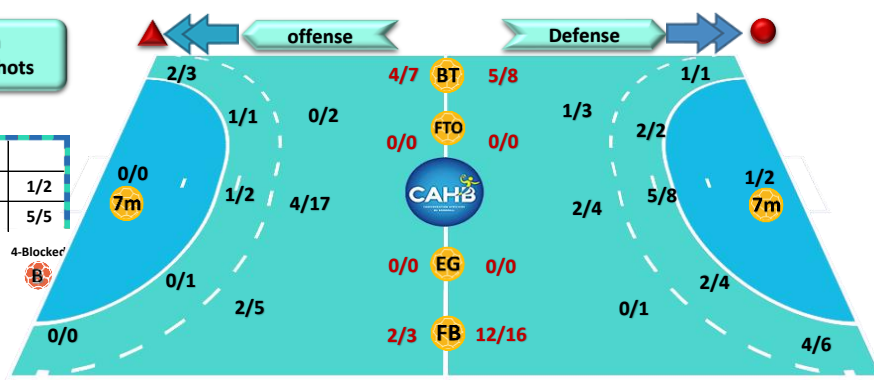 offense
Defense
hots
2/3
4/7
BT
5/8
1/1
1/1
0/2
1/3
0/0
FTO
0/0
2/2
1/2
5/5
0/0
7m
1/2
4/17
CAHB
2/4
5/8
1/2
7m
4-Blocked
B
0/1
2/5
0/0
EG
0/0
2/4
0/1
0/0
2/3
FB
12/16
4/6